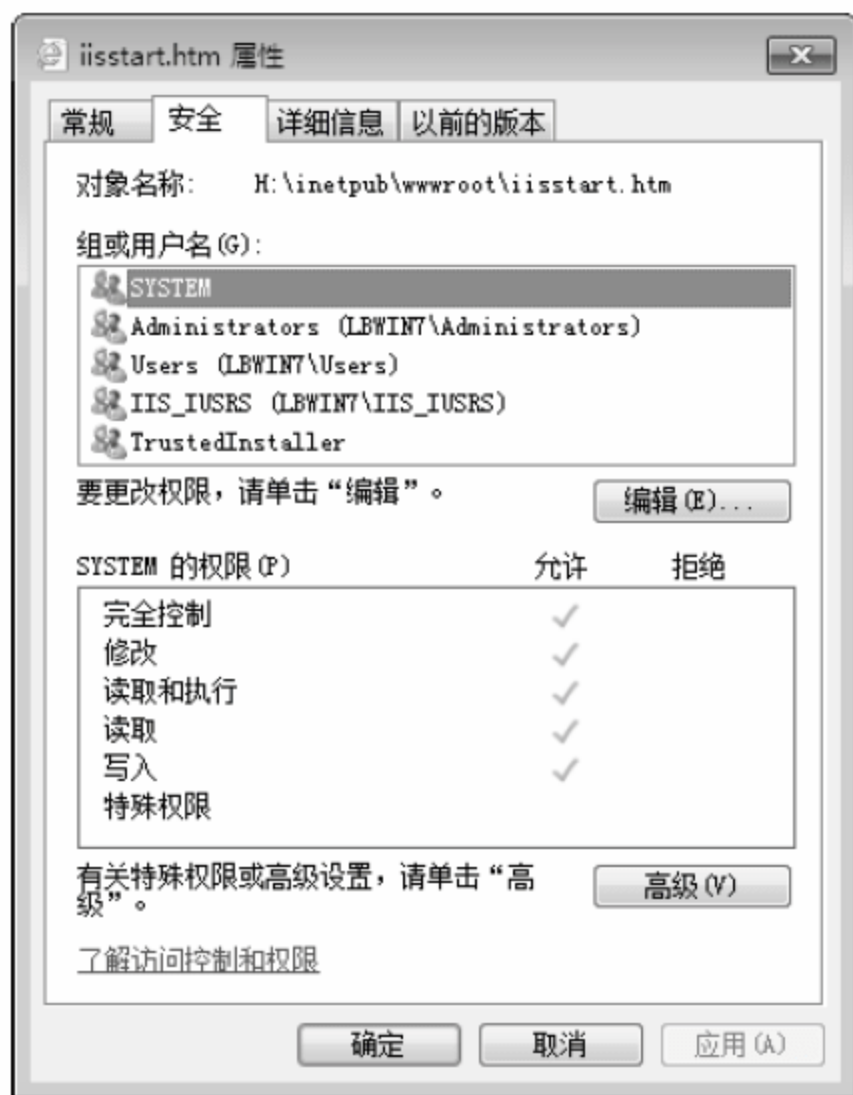 iisstart.htm 属性
常规 安全 详细信息 以前的版本
对象名称: H:\inetpub\wwwroot\iisstart.htm
组或用户名(G):
SYSTEM
Administrators (LBWIN7\Administrators)
Users (LBWIN7\Users)
IIS_IUSRS (LBWIN7\IIS_IUSRS)
TrustedInstaller
要更改权限，请单击“编辑”。 编辑(E)...
SYSTEM 的权限(P) 允许 拒绝
完全控制
修改
读取和执行
读取
写入
特殊权限
有关特殊权限或高级设置，请单击“高
级”。 高级(V)
了解访问控制和权限
确定 取消 应用(A)